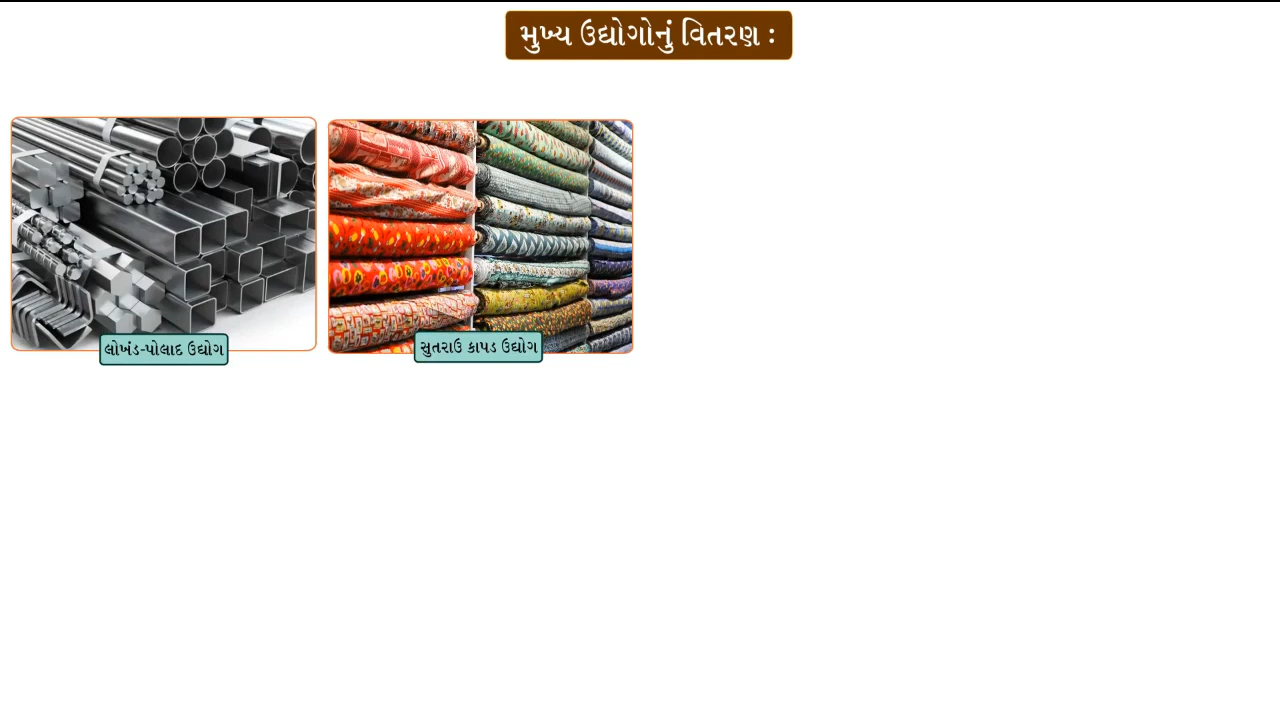 મુખ્ય ઉદ્યોગોનું વિતરણ :
લોખંડ-પોલાદ ઉદ્યોગ
સુતરાઉ કાપડ ઉદ્યોગ